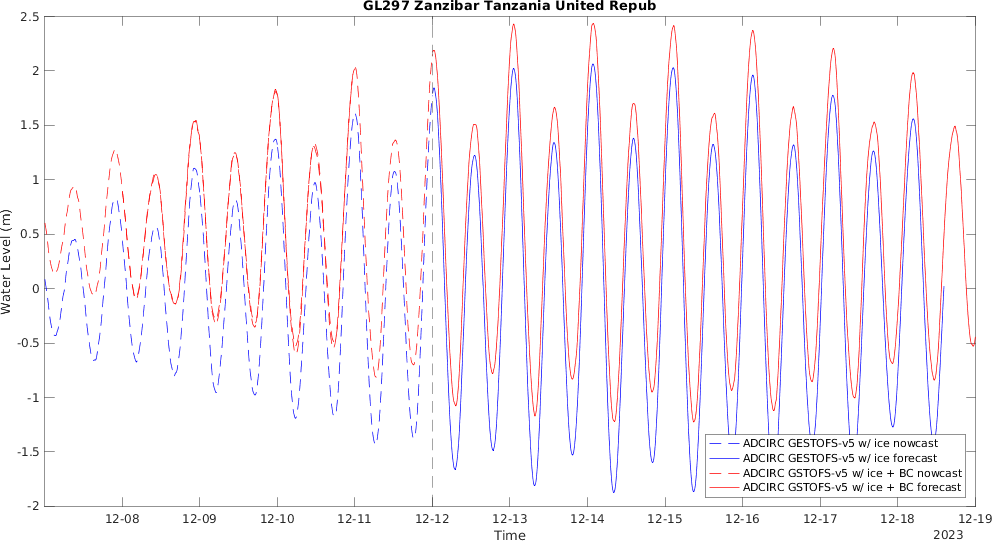 GL297 Zanzibar Tanzania United Repub
2.5
2
1.5
1
0.5
0
-0.5
-1
-1.5
-2
Water Level (m)
ADCIRC GESTOFS-v5 w/ ice nowcast
ADCIRC GESTOFS-v5 w/ ice forecast
ADCIRC GSTOFS-v5 w/ ice + BC nowcast
ADCIRC GSTOFS-v5 w/ ice + BC forecast
12-08 12-09 12-10 12-11 12-12 12-13 12-14 12-15 12-16 12-17 12-18 12-19
Time
2023